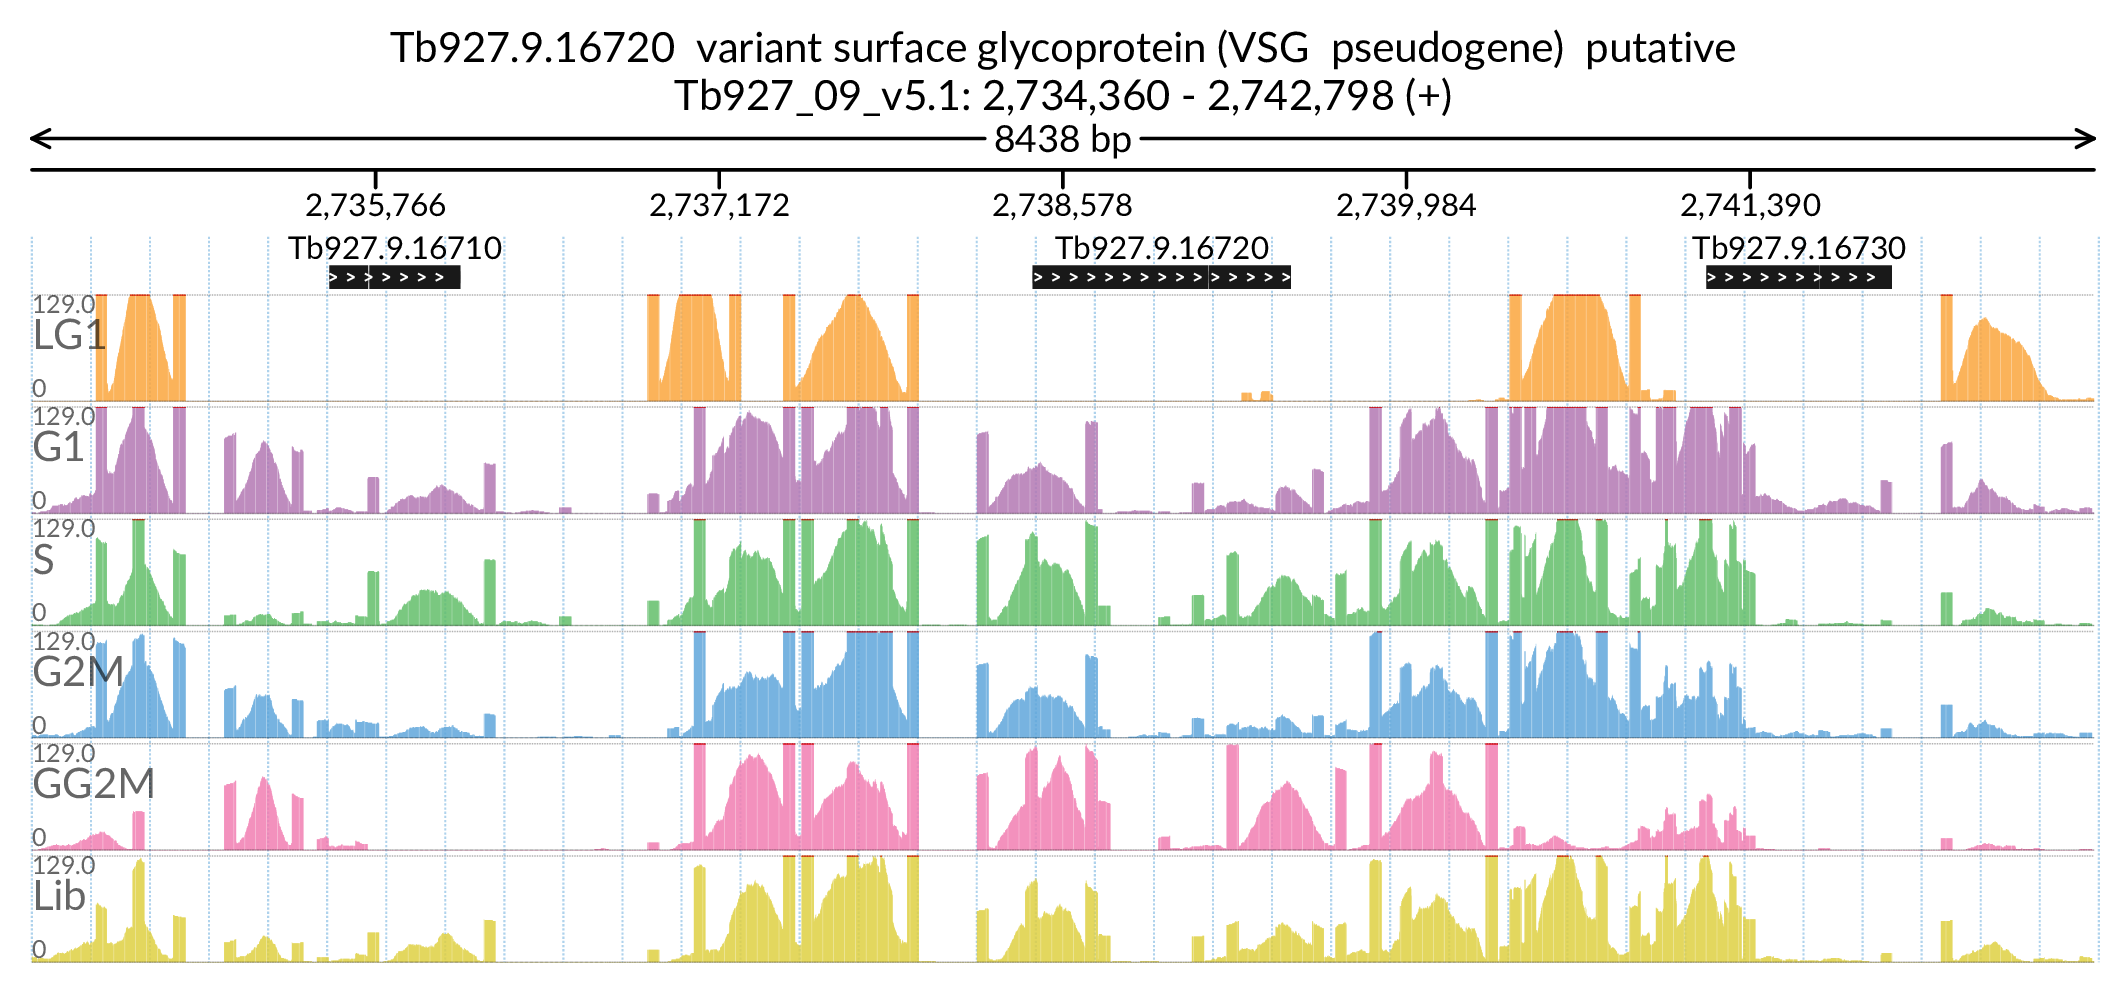 Tb927.9.16720  variant surface glycoprotein (VSG  pseudogene)  putative
Tb927_09_v5.1: 2,734,360 - 2,742,798 (+)
8438 bp
2,735,766 2,737,172 2,738,578 2,739,984 2,741,390
Tb927.9.16710 Tb927.9.16720 Tb927.9.16730
129.0
LG1
0
129.0
G1
0
129.0
S
0
129.0
G2M
0
129.0
GG2M
0
129.0
Lib
0